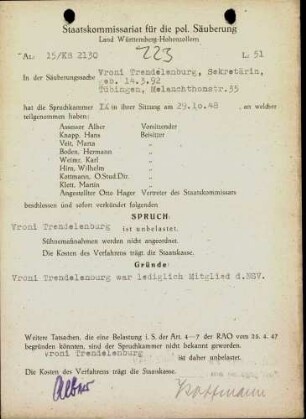 Staatskommissariat für die pol. Säuberung
Land Württemberg-Hohenzollern
Az. 15/KB 2130
223
L: 51
In der Säuberungssache Vroni Trendelenburg, Sekretärin,
geb. 14.3.92
Tübingen, Melanchthonstr.35
hat die Spruchkammer IX in ihrer Sitzung am 29.10.48 , an welcher
teilgenommen haben:
Assessor Alber Vorsitzender
Knapp, Hans Beisitzer
Veit, Maria "
Boden, Hermann "
Weimr, Karl "
Hirn, Wilhelm "
Kottmann, O.Stud.Dir. "
Klett, Martin "
Angestellter Otto Hager Vertreter des Staatskommissars
beschlossen und sofort verkündet folgenden
SPRUCH:
Vroni Trendelenburg ist unbelastet.
Sühnemaßnahmen werden nicht angeordnet.
Die Kosten des Verfahrens trägt die Staatskasse.
Gründe:
Vroni Trendelenburg war lediglich Mitglied d.NSV.
Weitere Tatsachen, die eine Belastung i. S. der Art. 4–7 der RAO vom 26. 4. 47
begründen könnten, sind der Spruchkammer nicht bekannt geworden.
Vroni Trendelenburg ist daher unbelastet.
Die Kosten des Verfahrens trägt die Staatskasse.
Alber
Kottmann